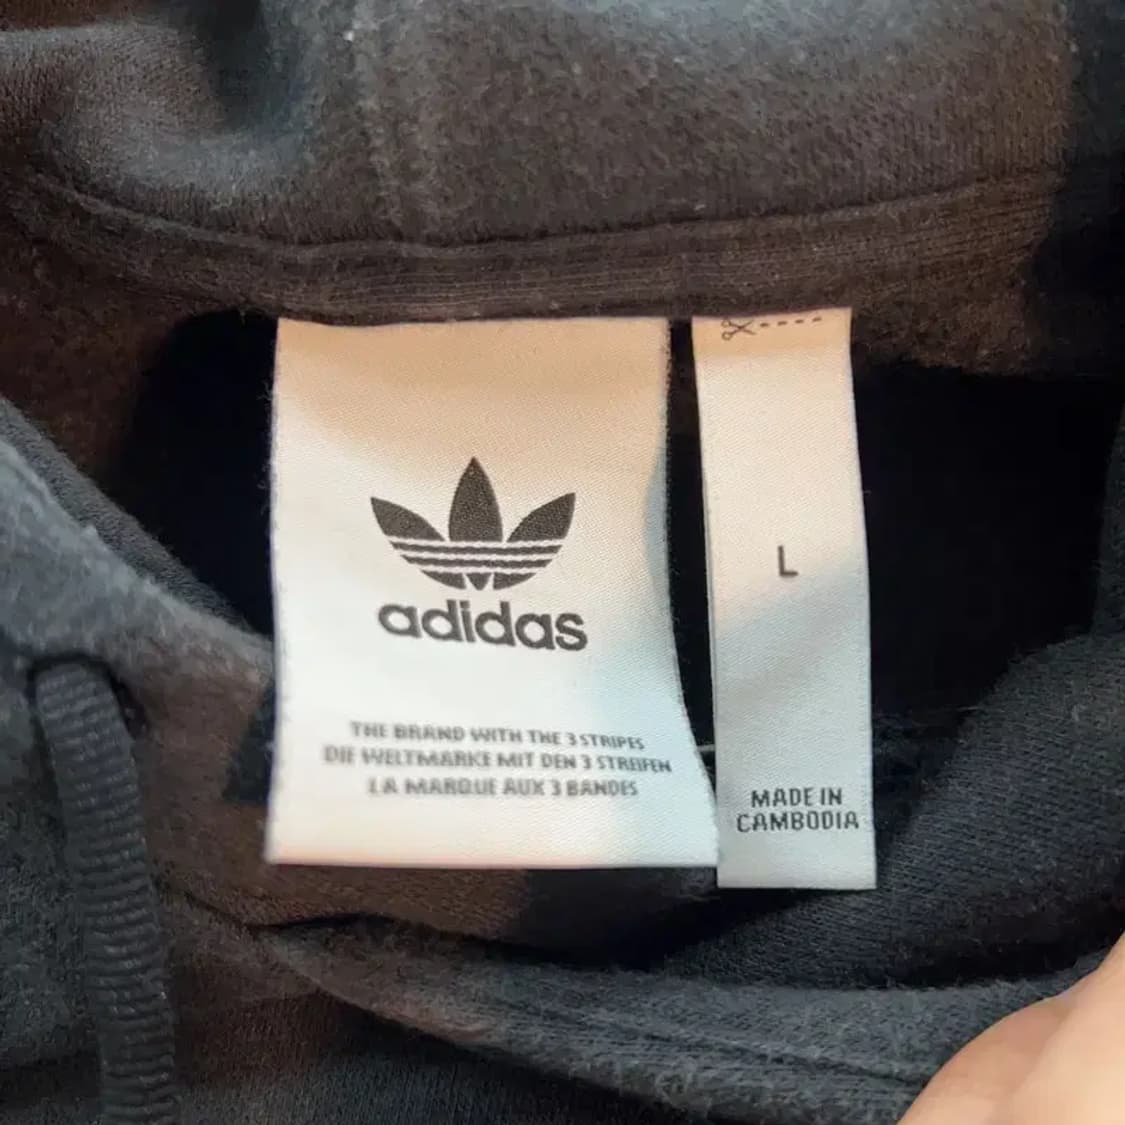 adidas
THE BRAND WITH THE 3 STRIPES
DIE WELTMARKE MIT DEN 3 STREIFEN
LA MARQUE AUX 3 BANDES
L
MADE IN
CAMBODIA